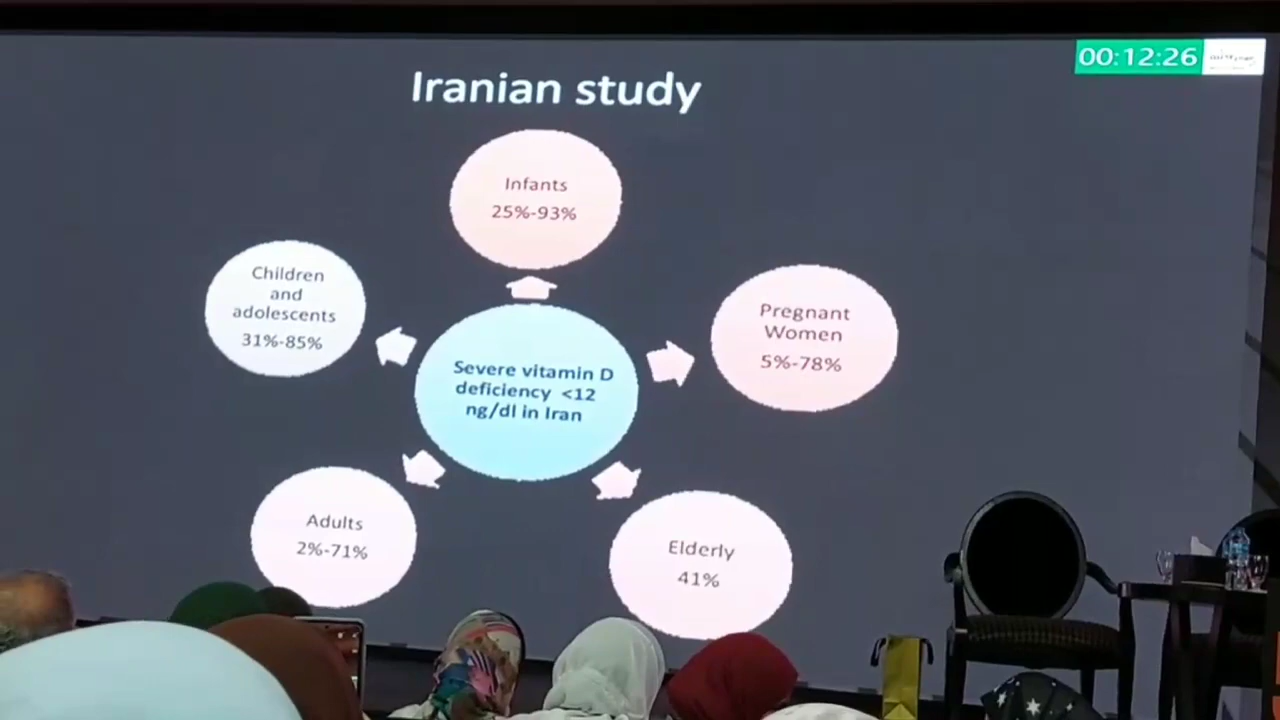 00:12:26
Iranian study
Infants
25%-93%
Children
and
adolescents
31%-85%
Pregnant
Women
5%-78%
Severe vitamin D
deficiency <12
ng/dl in Iran
Adults
2%-71%
Elderly
41%